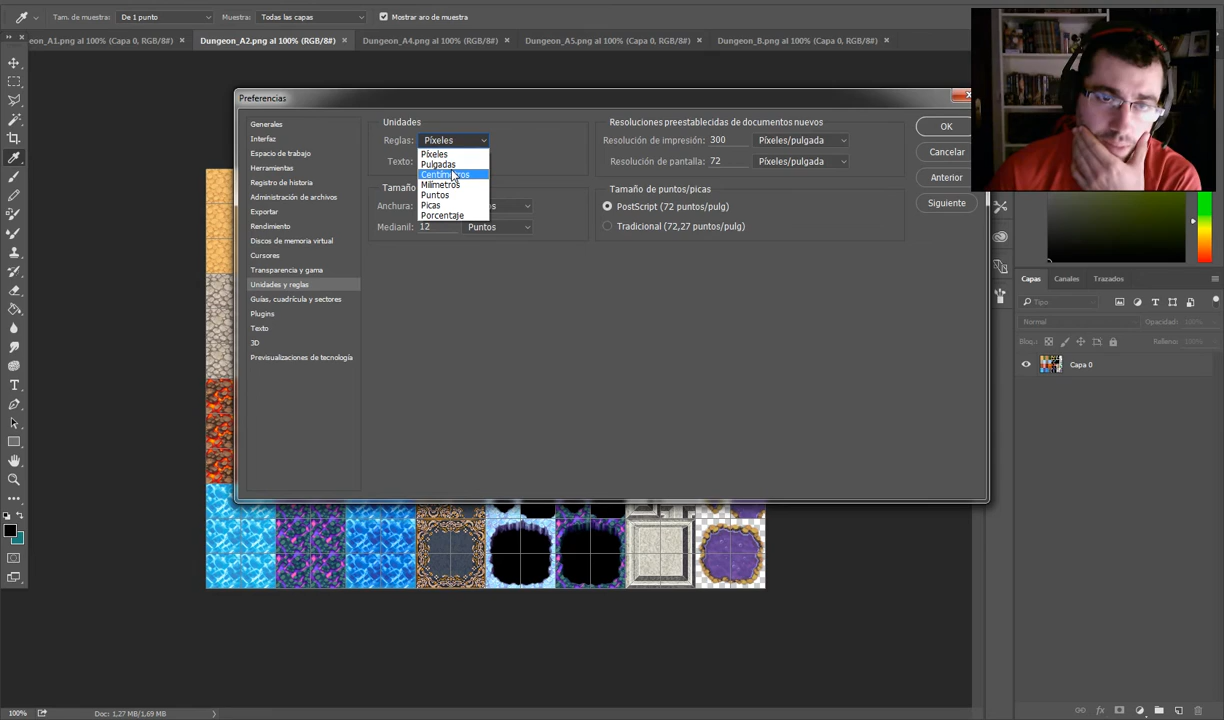 Tam. de muestra: De 1 punto Muestra: Todas las capas Mostrar aro de muestra
eon_A1.png al 100% (Capa 0, RGB/8#) × Dungeon_A2.png al 100% (RGB/8#) × Dungeon_A4.png al 100% (RGB/8#) × Dungeon_A5.png al 100% (Capa 0, RGB/8#) × Dungeon_B.png al 100% (Capa 0, RGB/8#) ×
Preferencias
Generales
Interfaz
Espacio de trabajo
Herramientas
Registro de historia
Administración de archivos
Exportar
Rendimiento
Discos de memoria virtual
Cursores
Transparencia y gama
Unidades y reglas
Guías, cuadrícula y sectores
Plugins
Texto
3D
Previsualizaciones de tecnología
Unidades
Reglas: Píxeles
Píxeles
Pulgadas
Centímetros
Milímetros
Puntos
Picas
Porcentaje
Texto:
Tamaño
Anchura:
Medianil: 12 Puntos
Resoluciones preestablecidas de documentos nuevos
Resolución de impresión: 300 Píxeles/pulgada
Resolución de pantalla: 72 Píxeles/pulgada
Tamaño de puntos/picas
PostScript (72 puntos/pulg)
Tradicional (72,27 puntos/pulg)
OK
Cancelar
Anterior
Siguiente
Capas Canales Trazados
Tipo
Normal Opacidad: 100%
Bloq.: Relleno: 100%
Capa 0
100% Doc: 1,27 MB/1,69 MB